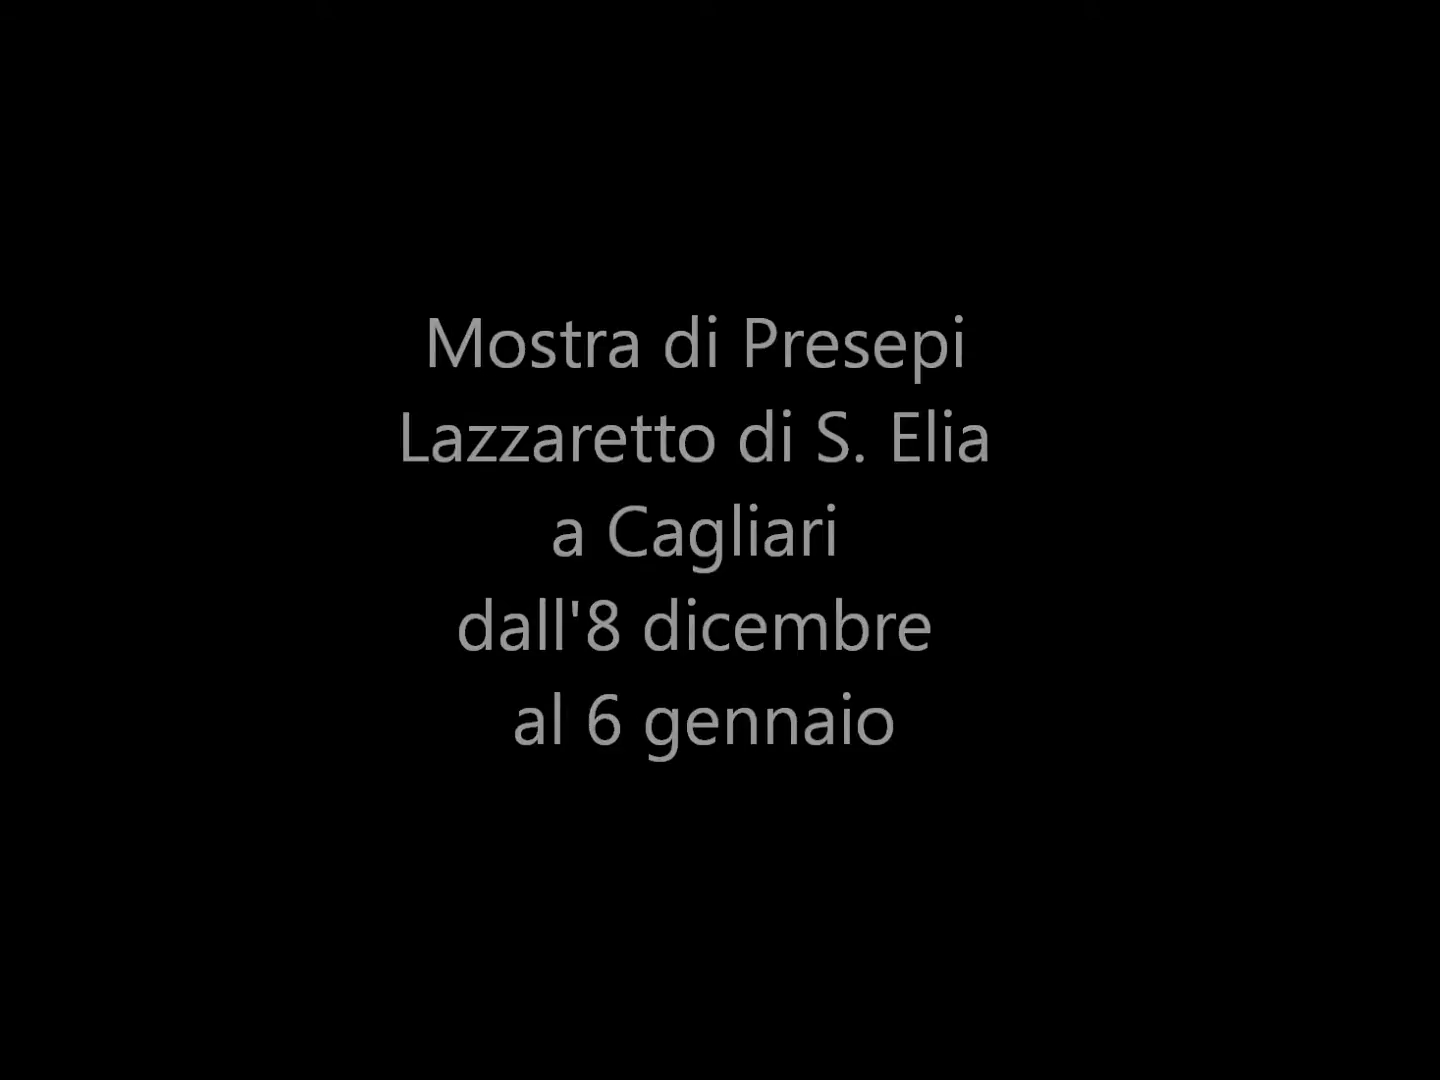 Mostra di Presepi
Lazzaretto di S. Elia
a Cagliari
dall'8 dicembre
al 6 gennaio